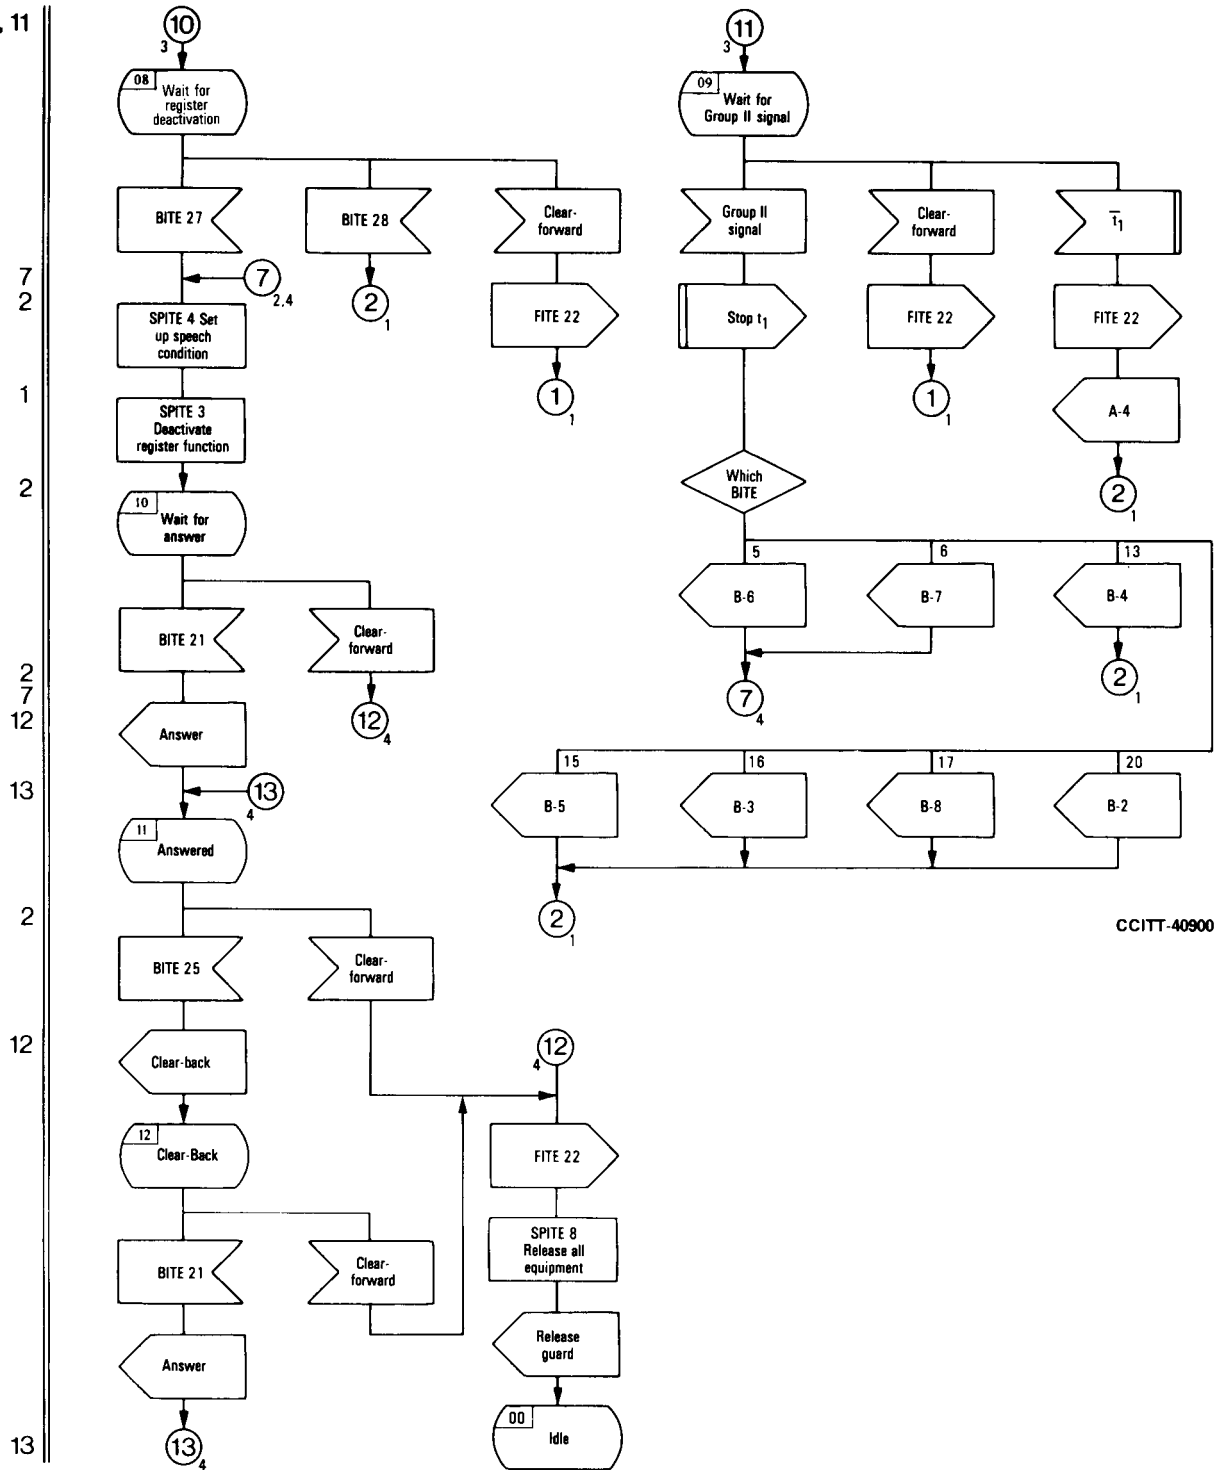 . 11
10
3
08
Wait for
register
deactivation
BITE 27
BITE 28
Clear-
forward
7
2,4
2
1
FITE 22
1
1
SPITE 4 Set
up speech
condition
SPITE 3
Deactivate
register function
10
Wait for
answer
BITE 21
Clear-
forward
Answer
12
4
13
4
11
Answered
BITE 25
Clear-
forward
Clear-back
12
Clear-Back
BITE 21
Clear-
forward
Answer
13
4
12
4
FITE 22
SPITE 8
Release all
equipment
Release
guard
00
Idle
11
3
09
Wait for
Group II signal
Group II
signal
Clear-
forward
t̅1
Stop t1
FITE 22
FITE 22
1
1
A-4
2
1
Which
BITE
5
6
13
B-6
B-7
B-4
7
4
2
1
15
16
17
20
B-5
B-3
B-8
B-2
2
1
CCITT-40900
7
2
1
2
2
7
12
13
2
12
13